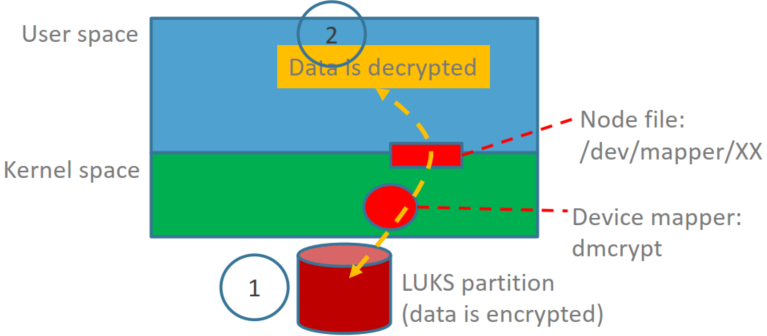 User space
2
Data is decrypted
Node file:
/dev/mapper/XX
Kernel space
Device mapper:
dmcrypt
1
LUKS partition
(data is encrypted)